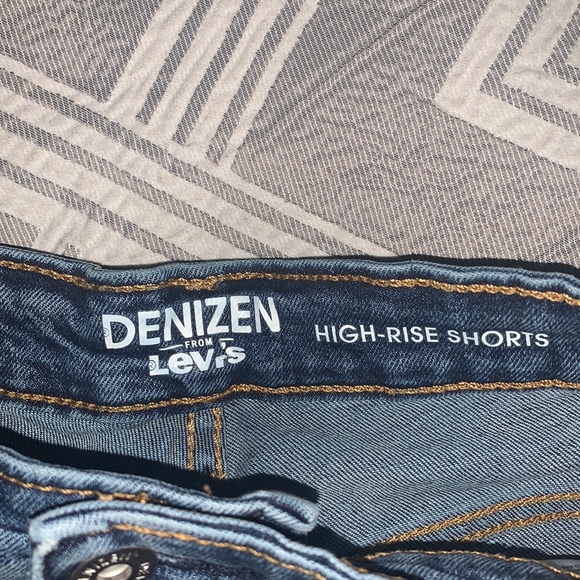 DENIZEN
FROM
Levi's
HIGH-RISE SHORTS